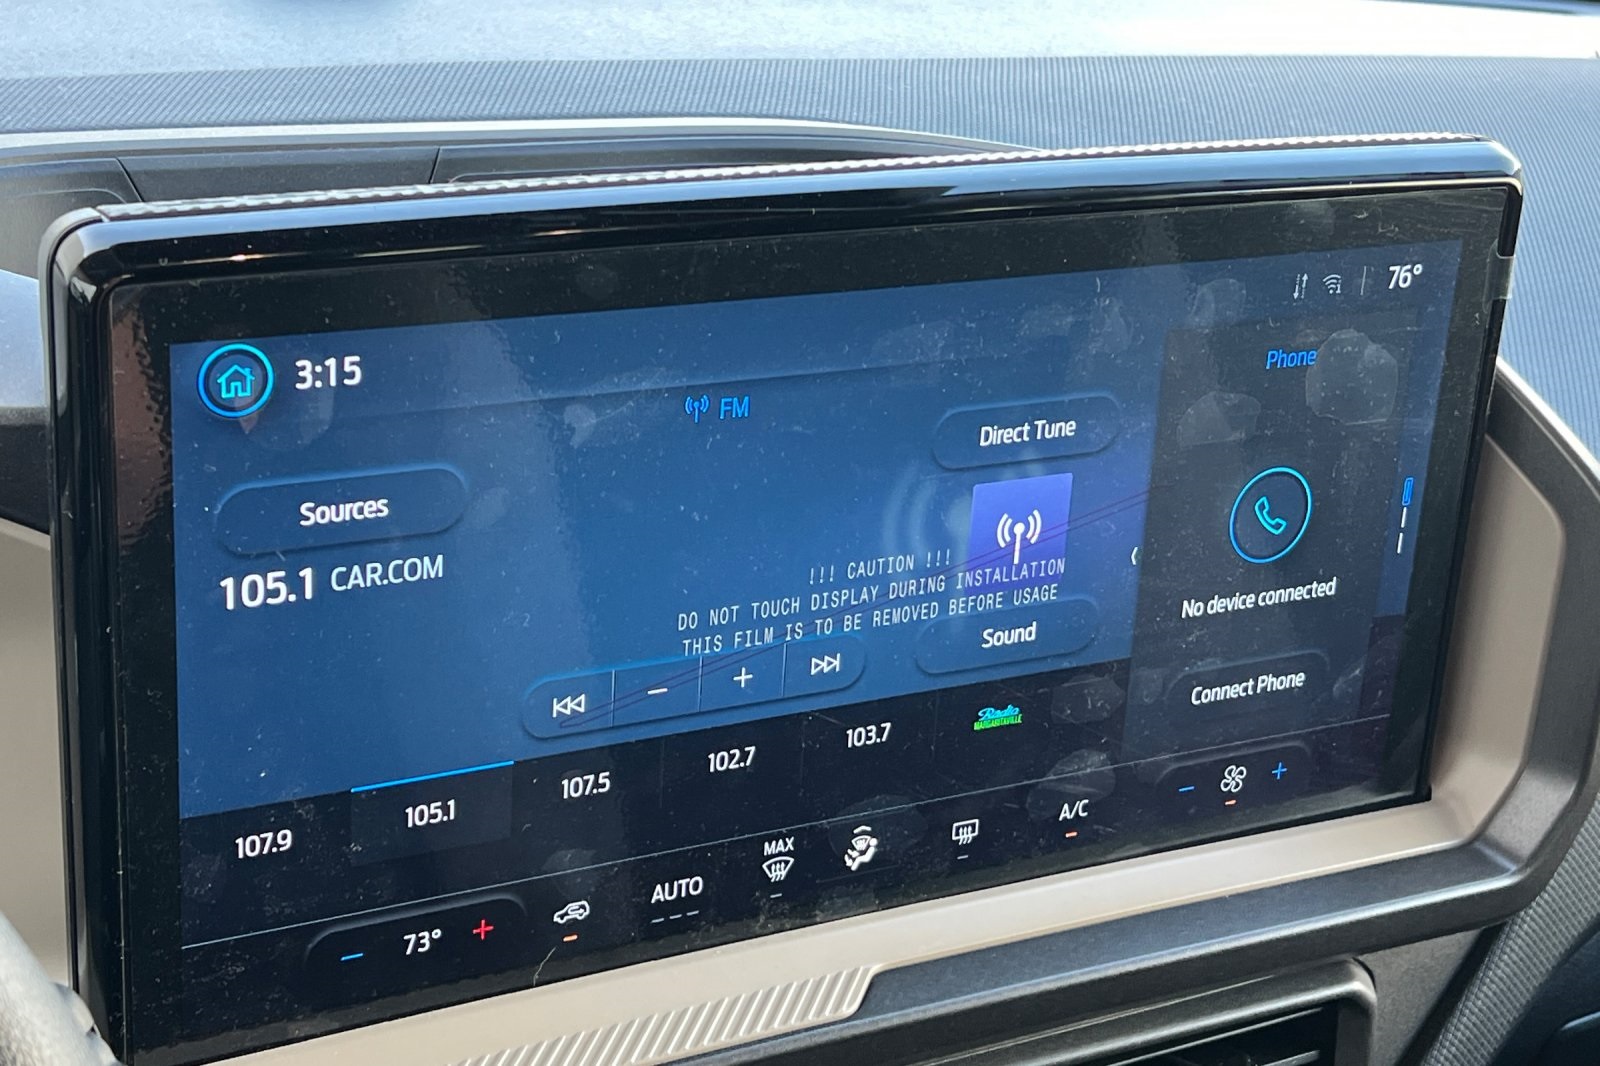 76°
3:15
FM
Phone
Direct Tune
Sources
105.1 CAR.COM
!!! CAUTION !!!
DO NOT TOUCH DISPLAY DURING INSTALLATION
THIS FILM IS TO BE REMOVED BEFORE USAGE
No device connected
Sound
Connect Phone
107.9
105.1
107.5
102.7
103.7
Radio
MARGARITAVILLE
73°
AUTO
MAX
A/C